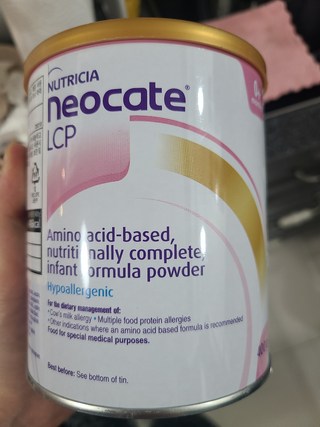 NUTRICIA
neocate®
LCP
Amino acid-based,
nutritionally complete,
infant formula powder
Hypoallergenic
For the dietary management of:
• Cow's milk allergy • Multiple food protein allergies
• Other indications where an amino acid based formula is recommended
Food for special medical purposes.
Best before: See bottom of tin.